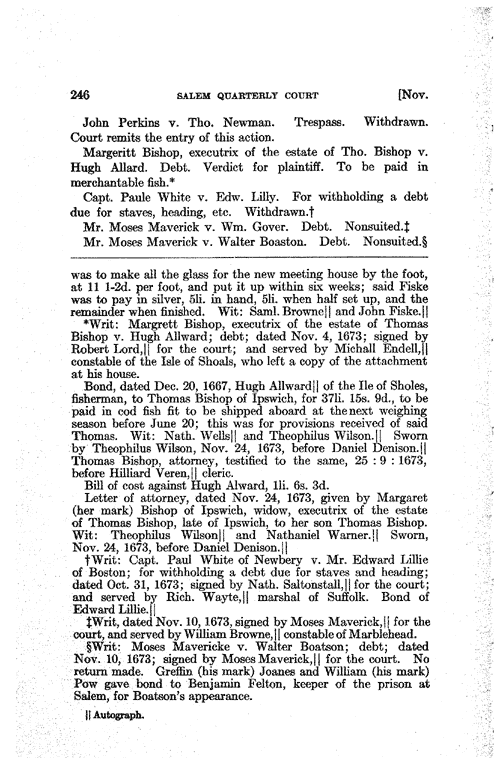 246 SALEM QUARTERLY COURT [Nov.
John Perkins v. Tho. Newman. Trespass. Withdrawn.
Court remits the entry of this action.
Margeritt Bishop, executrix of the estate of Tho. Bishop v.
Hugh Allard. Debt. Verdict for plaintiff. To be paid in
merchantable fish.*
Capt. Paule White v. Edw. Lilly. For withholding a debt
due for staves, heading, etc. Withdrawn.†
Mr. Moses Maverick v. Wm. Gover. Debt. Nonsuited.‡
Mr. Moses Maverick v. Walter Boaston. Debt. Nonsuited.§
was to make all the glass for the new meeting house by the foot,
at 11 1-2d. per foot, and put it up within six weeks; said Fiske
was to pay in silver, 5li. in hand, 5li. when half set up, and the
remainder when finished. Wit: Saml. Browne|| and John Fiske.||
*Writ: Margrett Bishop, executrix of the estate of Thomas
Bishop v. Hugh Allward; debt; dated Nov. 4, 1673; signed by
Robert Lord,|| for the court; and served by Michall Endell,||
constable of the Isle of Shoals, who left a copy of the attachment
at his house.
Bond, dated Dec. 20, 1667, Hugh Allward|| of the Ile of Sholes,
fisherman, to Thomas Bishop of Ipswich, for 37li. 15s. 9d., to be
paid in cod fish fit to be shipped aboard at the next weighing
season before June 20; this was for provisions received of said
Thomas. Wit: Nath. Wells|| and Theophilus Wilson.|| Sworn
by Theophilus Wilson, Nov. 24, 1673, before Daniel Denison.||
Thomas Bishop, attorney, testified to the same, 25 : 9 : 1673,
before Hilliard Veren,|| cleric.
Bill of cost against Hugh Alward, 1li. 6s. 3d.
Letter of attorney, dated Nov. 24, 1673, given by Margaret
(her mark) Bishop of Ipswich, widow, executrix of the estate
of Thomas Bishop, late of Ipswich, to her son Thomas Bishop.
Wit: Theophilus Wilson|| and Nathaniel Warner.|| Sworn,
Nov. 24, 1673, before Daniel Denison.||
†Writ: Capt. Paul White of Newbery v. Mr. Edward Lillie
of Boston; for withholding a debt due for staves and heading;
dated Oct. 31, 1673; signed by Nath. Saltonstall,|| for the court;
and served by Rich. Wayte,|| marshal of Suffolk. Bond of
Edward Lillie.||
‡Writ, dated Nov. 10, 1673, signed by Moses Maverick,|| for the
court, and served by William Browne,|| constable of Marblehead.
§Writ: Moses Mavericke v. Walter Boatson; debt; dated
Nov. 10, 1673; signed by Moses Maverick,|| for the court. No
return made. Greffin (his mark) Joanes and William (his mark)
Pow gave bond to Benjamin Felton, keeper of the prison at
Salem, for Boatson's appearance.
|| Autograph.